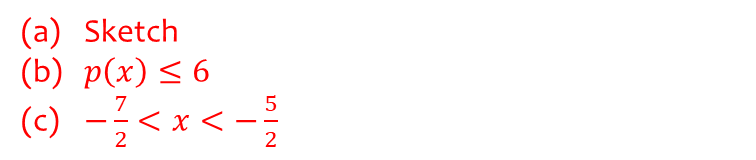 (a) Sketch
(b) p(x) ≤ 6
(c) −7/2 < x < −5/2